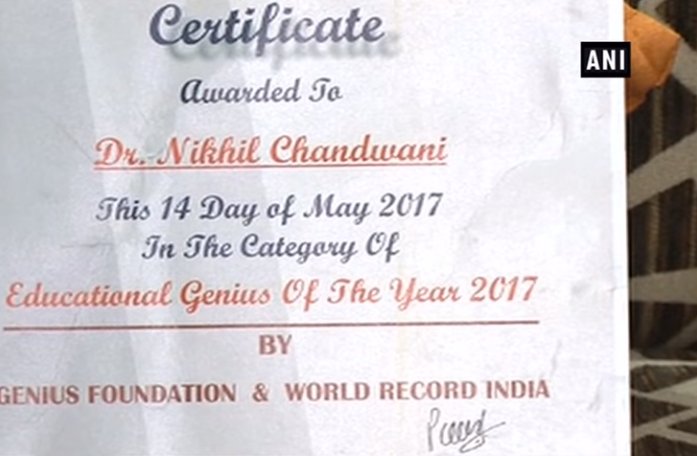 Certificate
ANI
Awarded To
Dr. Nikhil Chandwani
This 14 Day of May 2017
In The Category Of
Educational Genius Of The Year 2017
BY
GENIUS FOUNDATION & WORLD RECORD INDIA